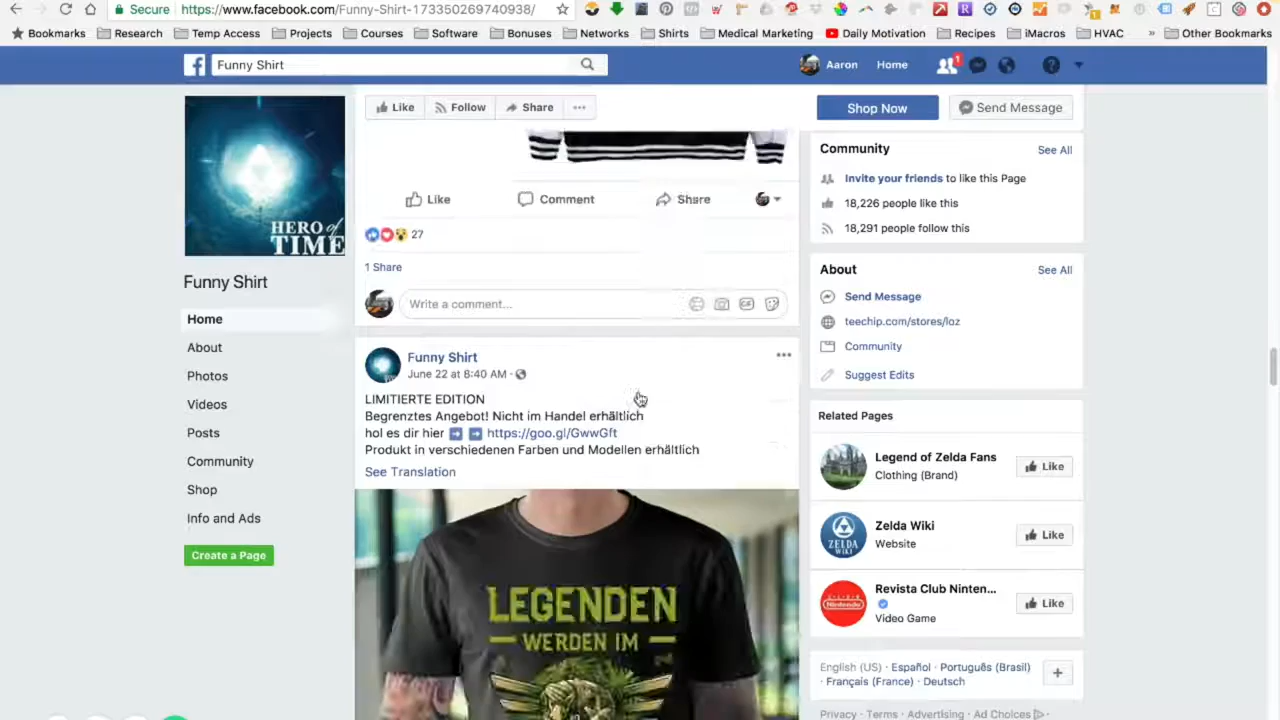 Secure
https://www.facebook.com/Funny-Shirt-173350269740938/
Bookmarks
Research
Temp Access
Projects
Courses
Software
Bonuses
Networks
Shirts
Medical Marketing
Daily Motivation
Recipes
iMacros
HVAC
»
Other Bookmarks
Funny Shirt
Aaron
Home
1
HERO of
TIME
Funny Shirt
Home
About
Photos
Videos
Posts
Community
Shop
Info and Ads
Create a Page
Like
Follow
Share
Shop Now
Send Message
Like
Comment
Share
27
1 Share
Write a comment...
Funny Shirt
June 22 at 8:40 AM ·
LIMITIERTE EDITION
Begrenztes Angebot! Nicht im Handel erhältlich
hol es dir hier ➡ ➡ https://goo.gl/GwwGft
Produkt in verschiedenen Farben und Modellen erhältlich
See Translation
LEGENDEN
WERDEN IM
Community
See All
Invite your friends to like this Page
18,226 people like this
18,291 people follow this
About
See All
Send Message
teechip.com/stores/loz
Community
Suggest Edits
Related Pages
Legend of Zelda Fans
Clothing (Brand)
Like
Zelda Wiki
Website
Like
ZELDA
WIKI
Revista Club Ninten...
Video Game
Like
Nintendo
English (US) · Español · Português (Brasil)
· Français (France) · Deutsch
Privacy · Terms · Advertising · Ad Choices ·